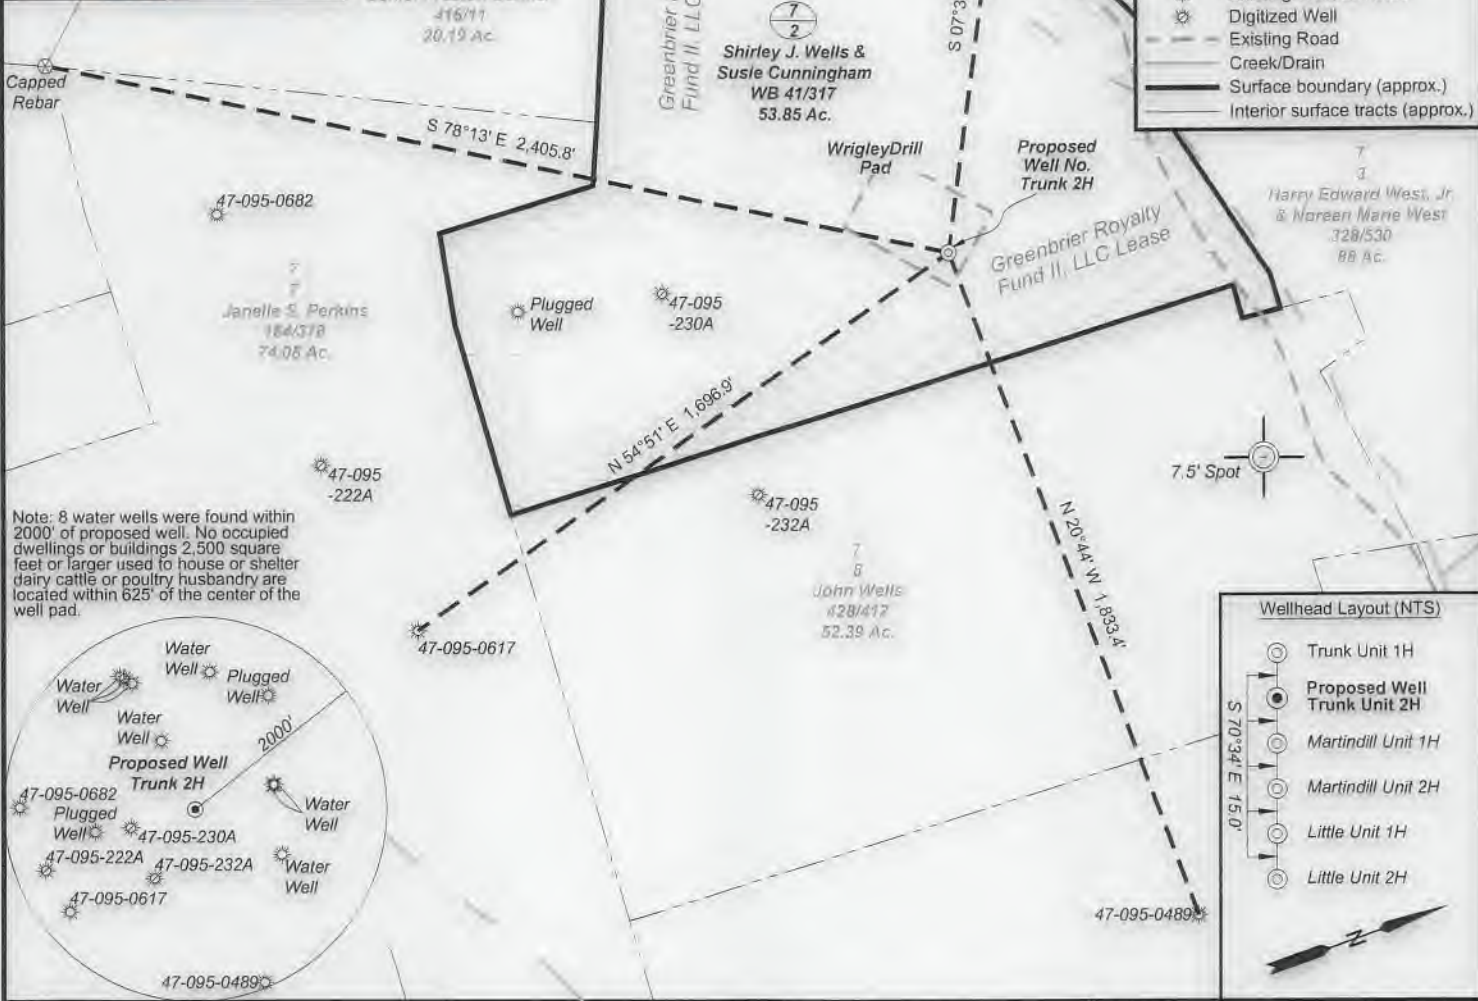 416/11
20.19 Ac.
Capped
Rebar
Greenbrier
Fund II, LLC
7
2
Shirley J. Wells &
Susie Cunningham
WB 41/317
53.85 Ac.
S 07°3
Digitized Well
Existing Road
Creek/Drain
Surface boundary (approx.)
Interior surface tracts (approx.)
S 78°13' E 2,405.8'
WrigleyDrill
Pad
Proposed
Well No.
Trunk 2H
7
3
Harry Edward West, Jr.
& Noreen Marie West
328/530
88 Ac.
47-095-0682
Greenbrier Royalty
Fund II, LLC Lease
7
7
Janelle S. Perkins
184/378
74.08 Ac.
Plugged
Well
47-095
-230A
N 54°51' E 1,696.9'
47-095
-222A
47-095
-232A
7.5' Spot
N 20°44' W 1,833.4'
7
8
John Wells
428/417
52.39 Ac.
Note: 8 water wells were found within
2000' of proposed well. No occupied
dwellings or buildings 2,500 square
feet or larger used to house or shelter
dairy cattle or poultry husbandry are
located within 625' of the center of the
well pad.
47-095-0617
Water
Well
Plugged
Well
Water
Well
Water
Well
2000'
Proposed Well
Trunk 2H
47-095-0682
Plugged
Well
47-095-230A
Water
Well
47-095-222A
47-095-232A
Water
Well
47-095-0617
47-095-0489
47-095-0489
Wellhead Layout (NTS)
Trunk Unit 1H
Proposed Well
Trunk Unit 2H
Martindill Unit 1H
Martindill Unit 2H
Little Unit 1H
Little Unit 2H
S 70°34' E 15.0'
N